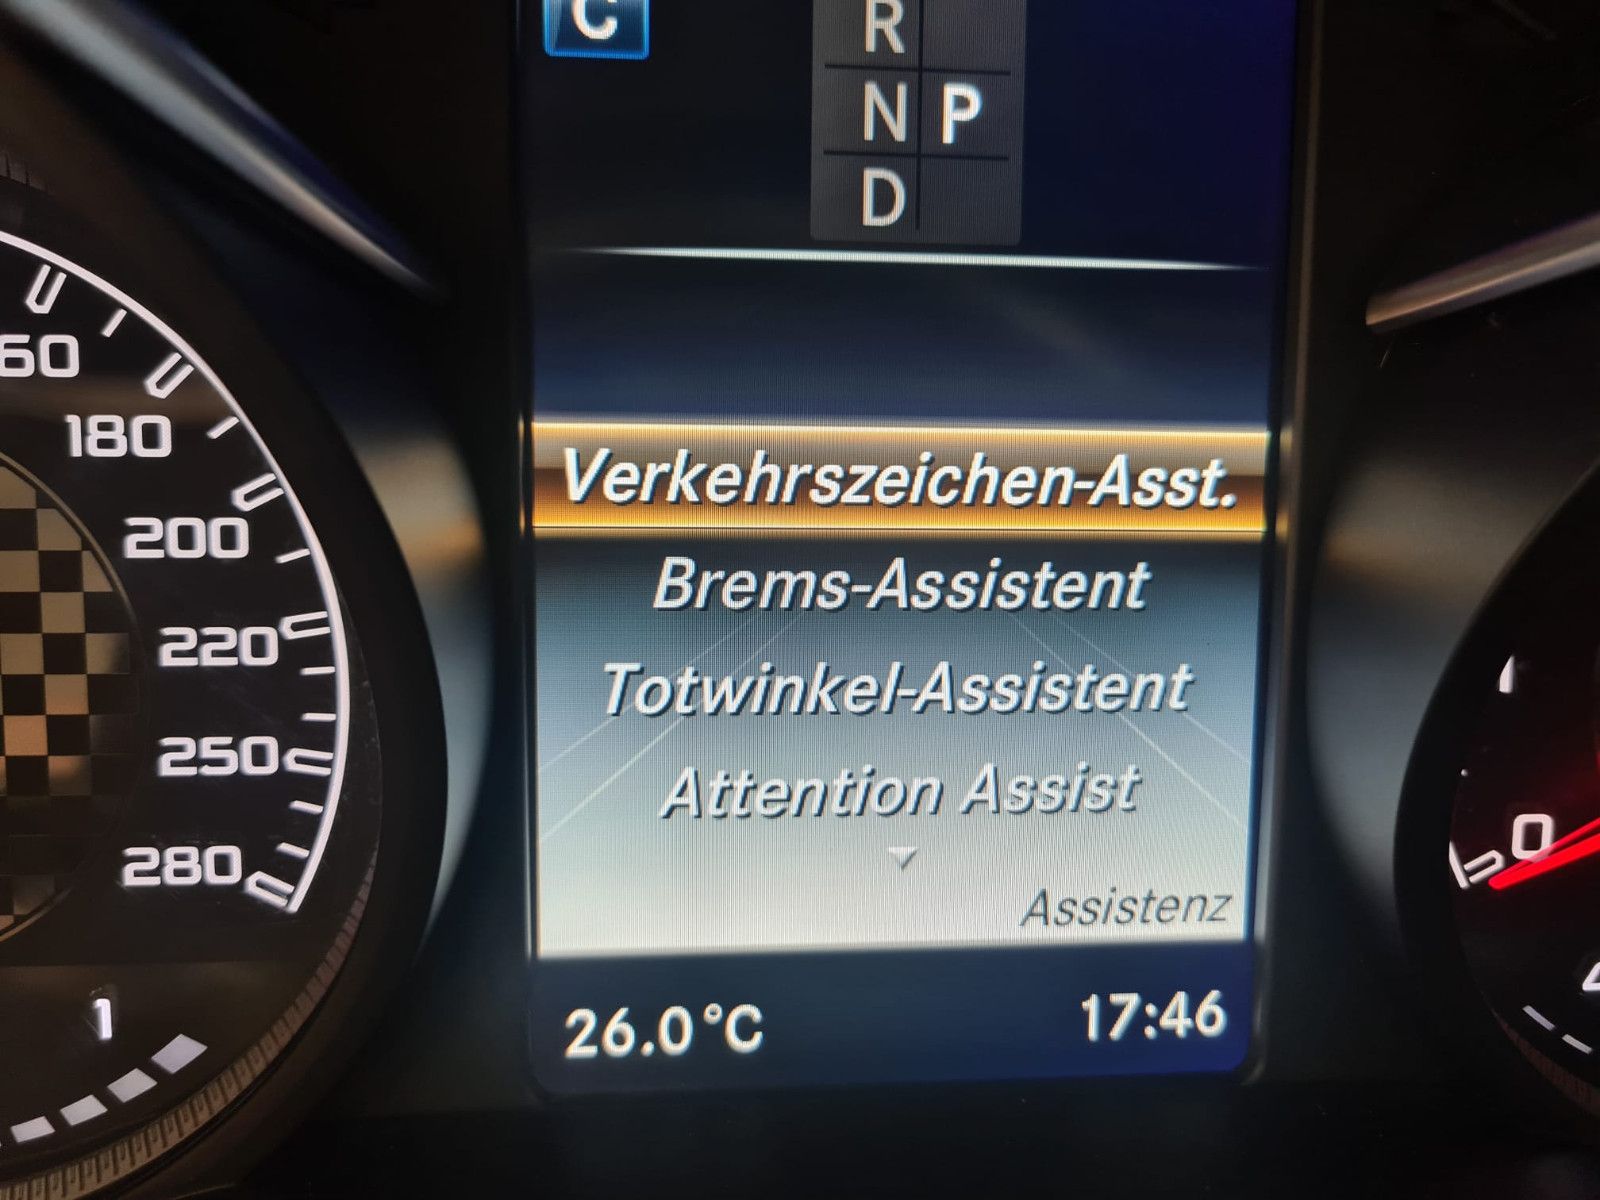 C
R
N P
D
60
180
200
220
250
280
1
Verkehrszeichen-Asst.
Brems-Assistent
Totwinkel-Assistent
Attention Assist
Assistenz
26.0°C 17:46
0